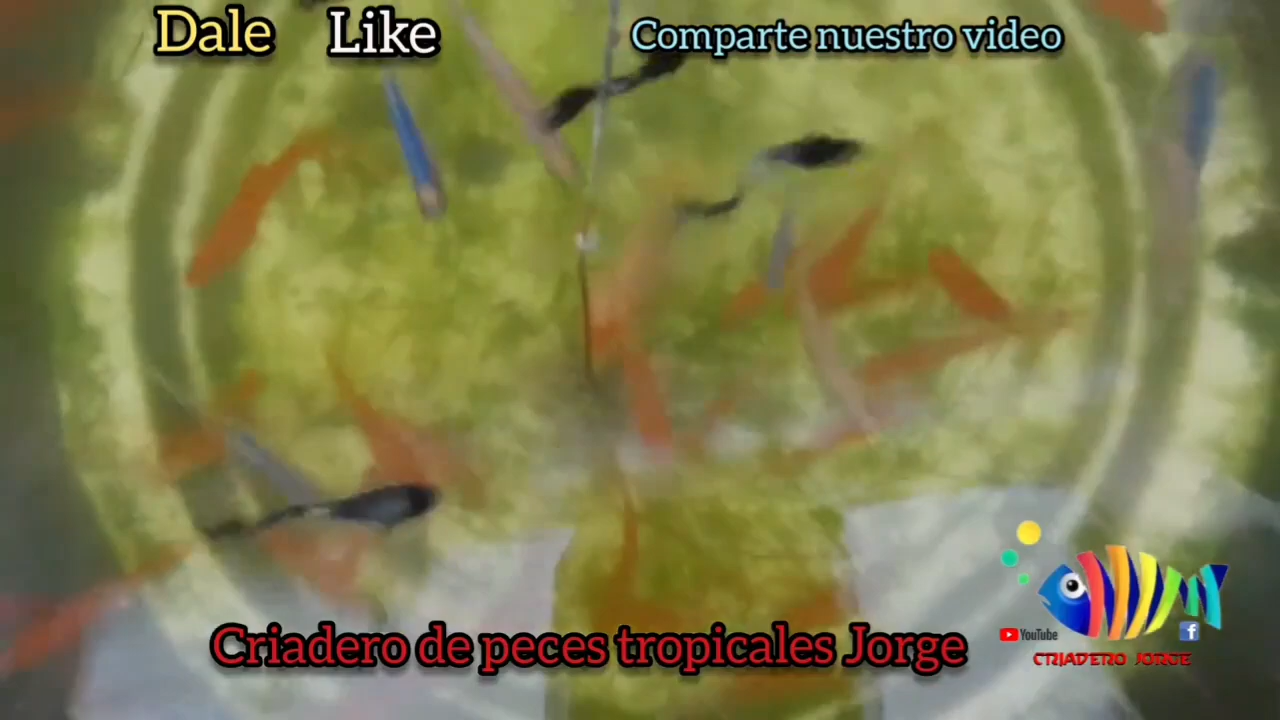 Dale Like
Comparte nuestro video
Criadero de peces tropicales Jorge
YouTube
f
CRIADERO JORGE